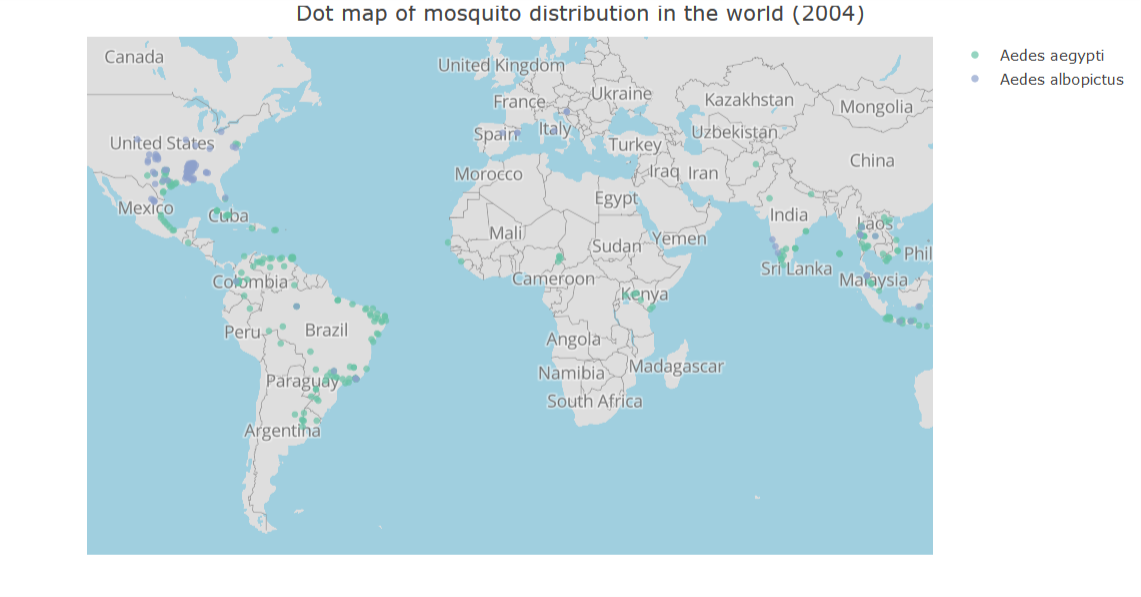 Dot map of mosquito distribution in the world (2004)
Aedes aegypti
Aedes albopictus
Canada
United Kingdom
Ukraine
France
Kazakhstan
Mongolia
United States
Spain
Italy
Uzbekistan
Turkey
China
Morocco
Iraq
Iran
Egypt
Mexico
Cuba
India
Laos
Mali
Sudan
Yemen
Phil
Sri Lanka
Colombia
Cameroon
Malaysia
Kenya
Peru
Brazil
Angola
Madagascar
Namibia
Paraguay
South Africa
Argentina